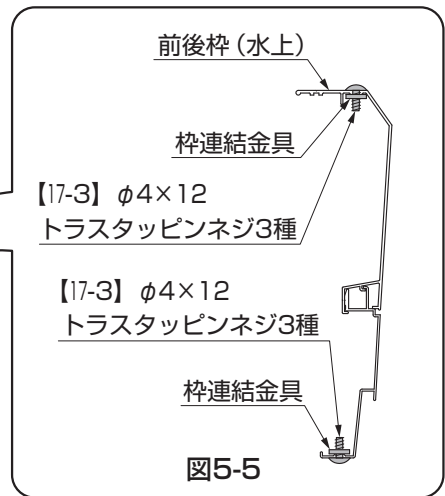 前後枠（水上）
枠連結金具
【17-3】φ4×12
トラスタッピンネジ3種
【17-3】φ4×12
トラスタッピンネジ3種
枠連結金具
図5-5